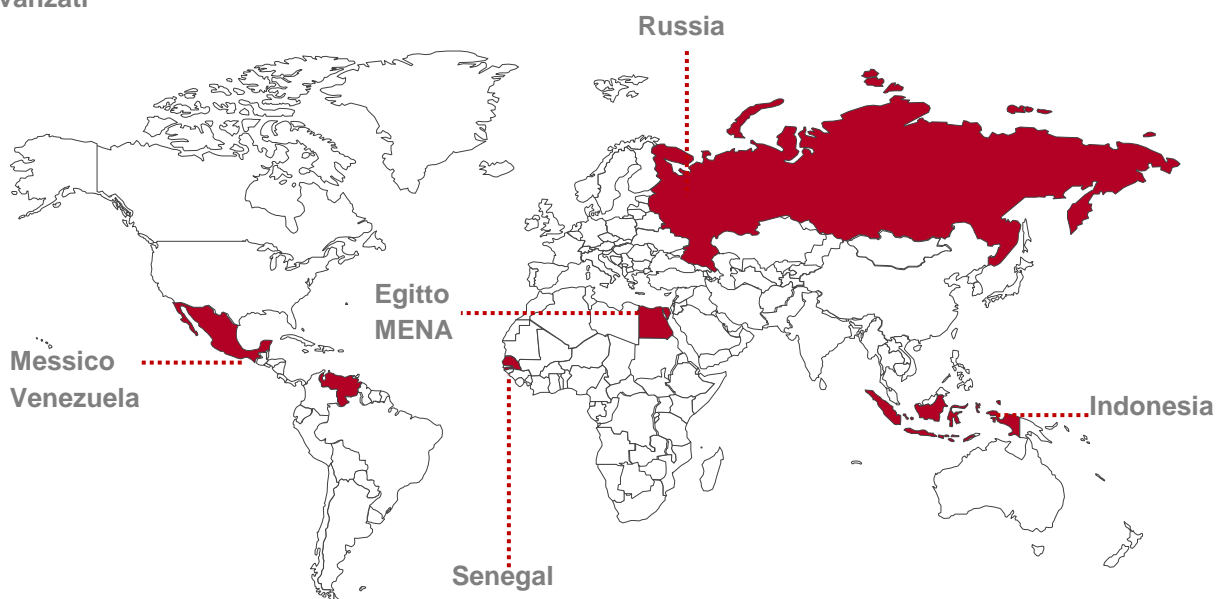 Russia
Egitto
MENA
Messico
Venezuela
Indonesia
Senegal